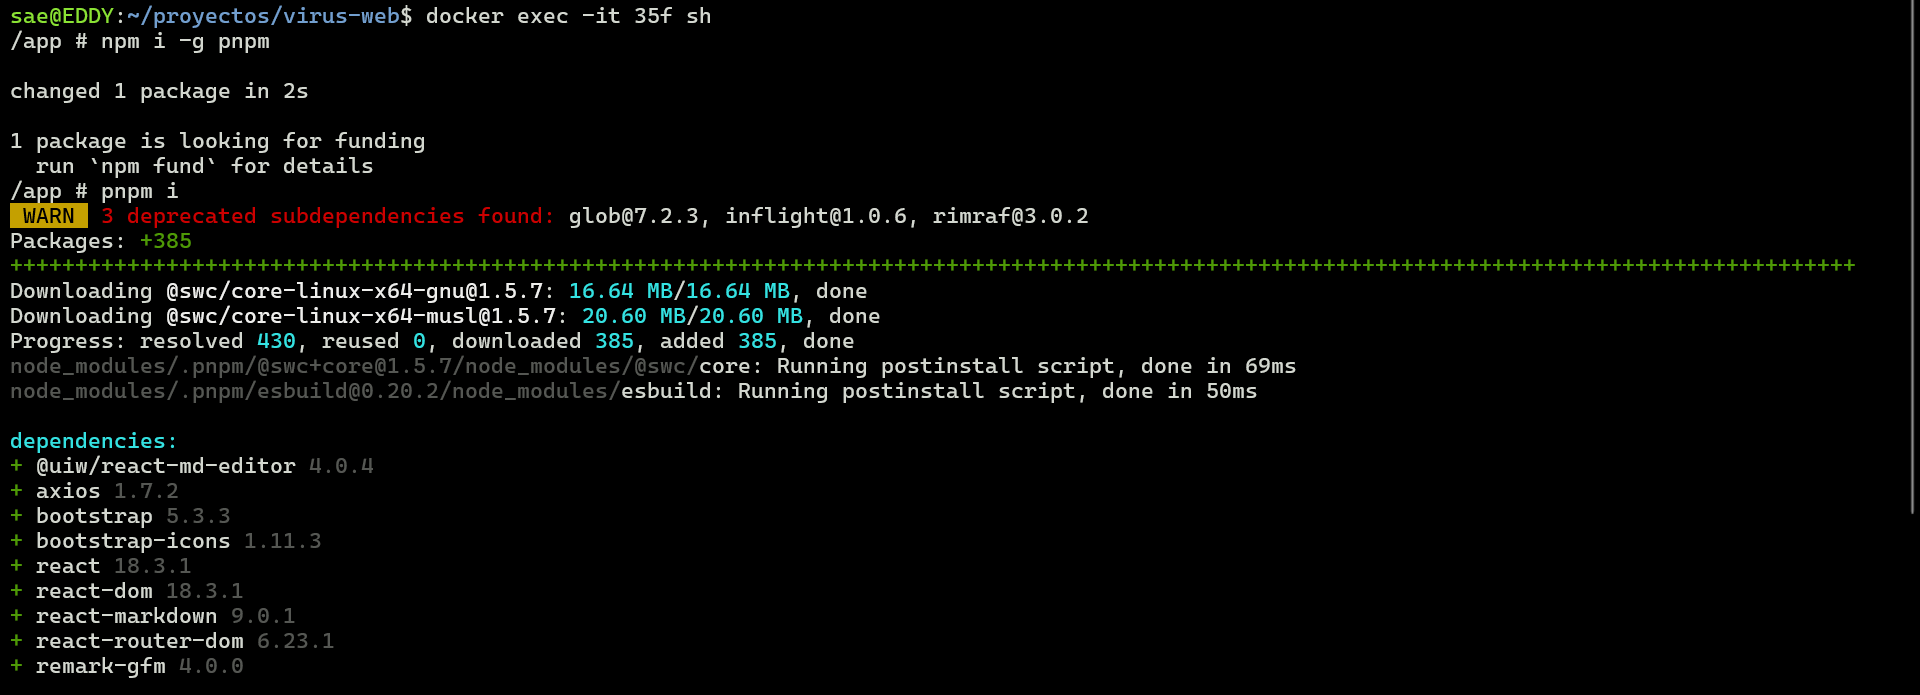 sae@EDDY:~/proyectos/virus-web$ docker exec -it 35f sh
/app # npm i -g pnpm
changed 1 package in 2s
1 package is looking for funding
  run `npm fund` for details
/app # pnpm i
 WARN  3 deprecated subdependencies found: glob@7.2.3, inflight@1.0.6, rimraf@3.0.2
Packages: +385
++++++++++++++++++++++++++++++++++++++++++++++++++++++++++++++++++++++++++++++++++++++++++++++++++++++++++++++++++++++++++++++++++++++++++++++
Downloading @swc/core-linux-x64-gnu@1.5.7: 16.64 MB/16.64 MB, done
Downloading @swc/core-linux-x64-musl@1.5.7: 20.60 MB/20.60 MB, done
Progress: resolved 430, reused 0, downloaded 385, added 385, done
node_modules/.pnpm/@swc+core@1.5.7/node_modules/@swc/core: Running postinstall script, done in 69ms
node_modules/.pnpm/esbuild@0.20.2/node_modules/esbuild: Running postinstall script, done in 50ms
dependencies:
+ @uiw/react-md-editor 4.0.4
+ axios 1.7.2
+ bootstrap 5.3.3
+ bootstrap-icons 1.11.3
+ react 18.3.1
+ react-dom 18.3.1
+ react-markdown 9.0.1
+ react-router-dom 6.23.1
+ remark-gfm 4.0.0